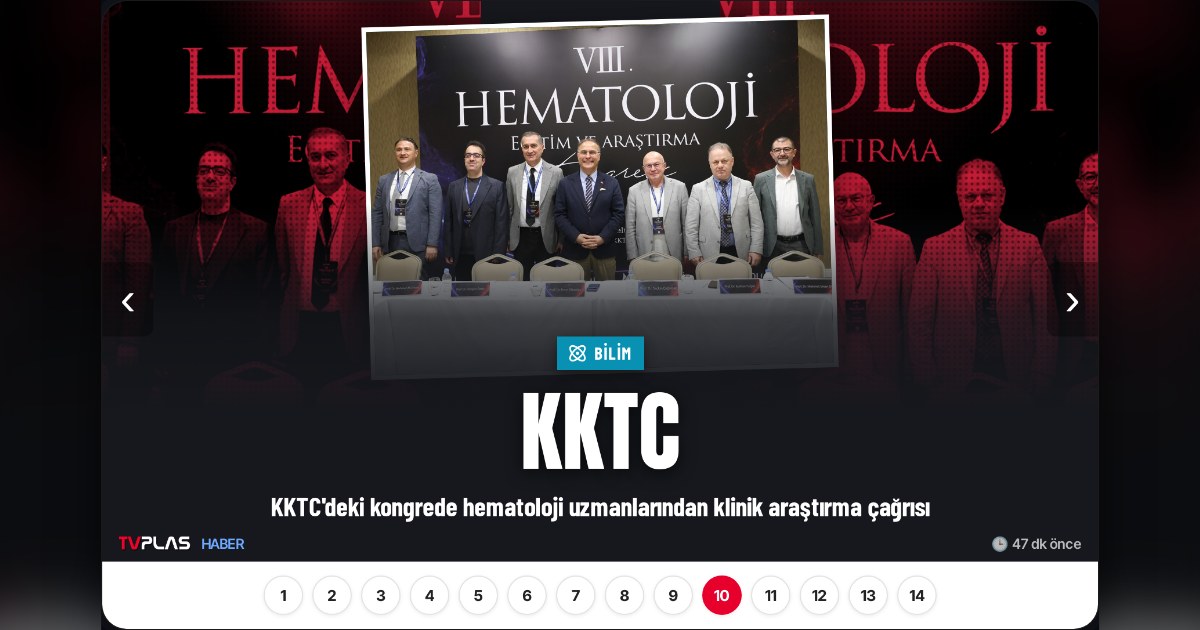 VIII.
HEMATOLOJİ
EĞİTİM VE ARAŞTIRMA
BİLİM
KKTC
KKTC'deki kongrede hematoloji uzmanlarından klinik araştırma çağrısı
TVPLAS HABER
47 dk önce
1 2 3 4 5 6 7 8 9 10 11 12 13 14